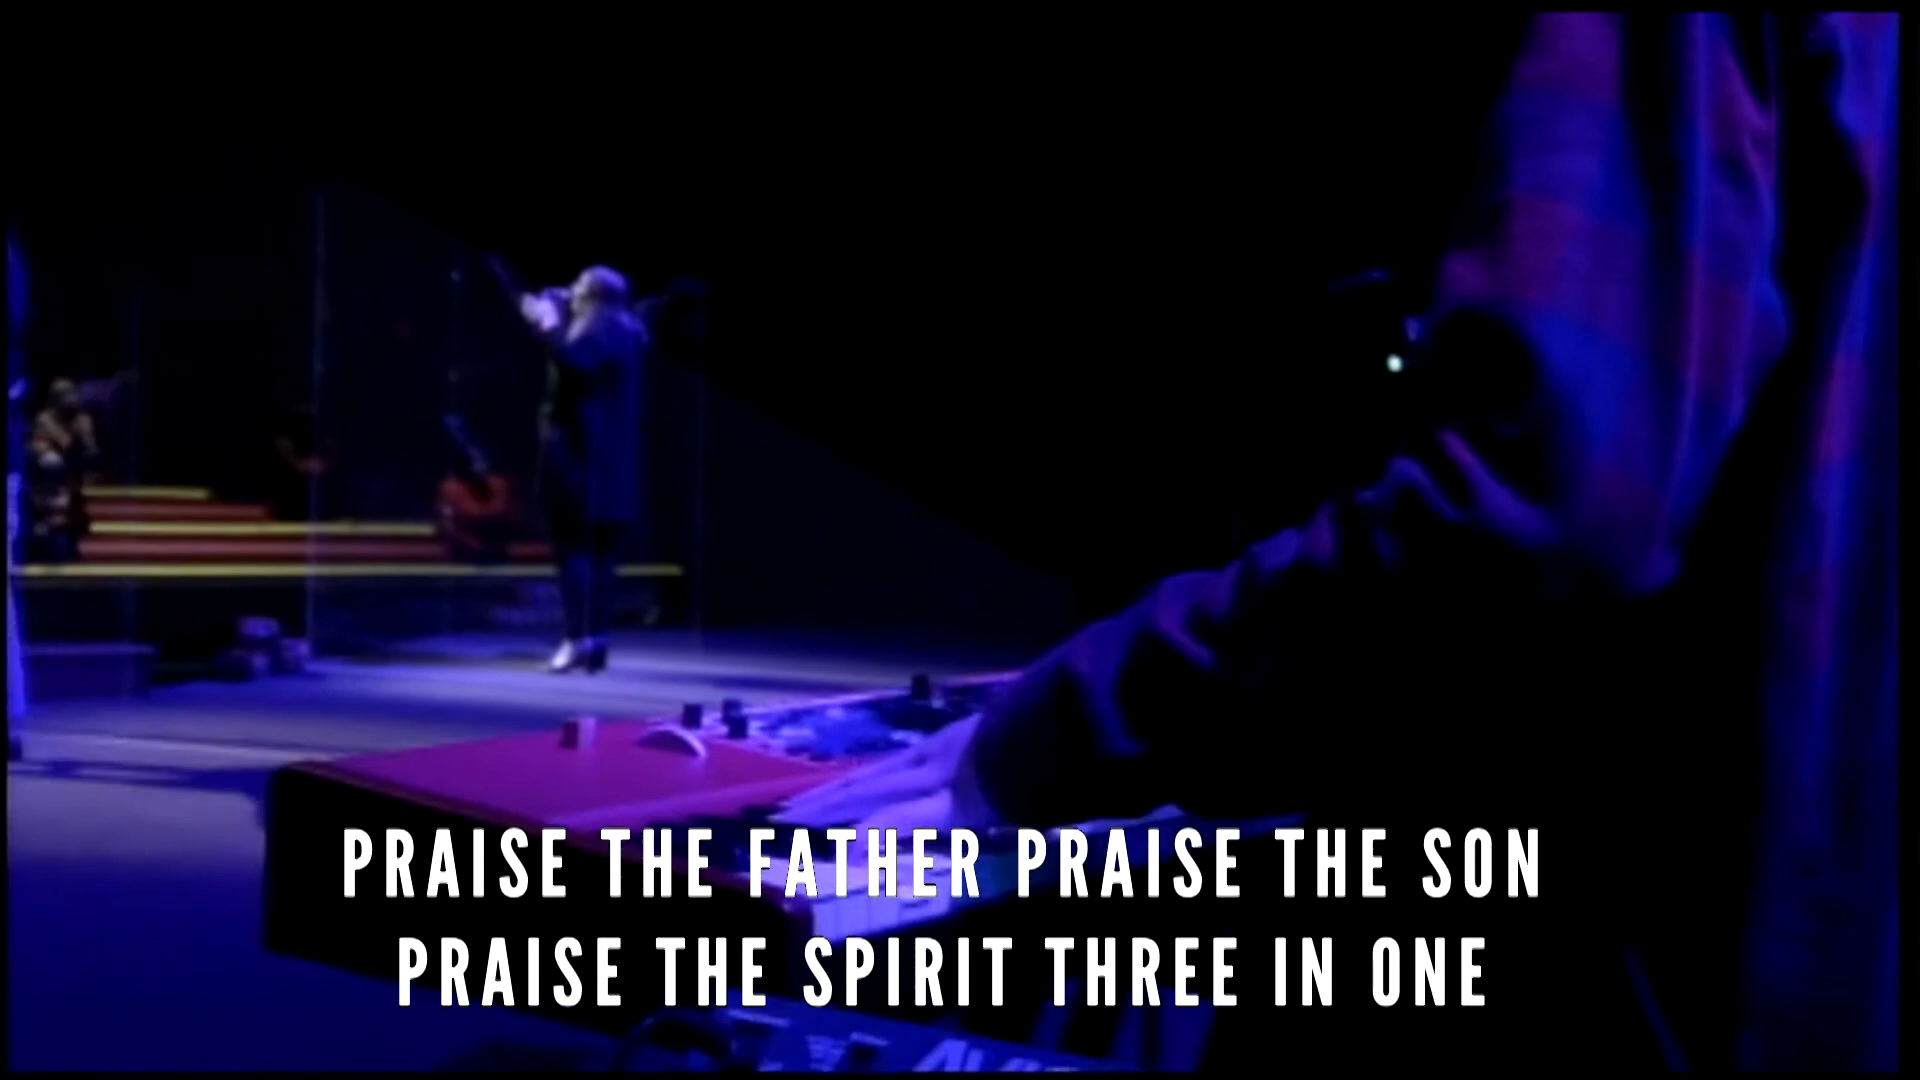 PRAISE THE FATHER PRAISE THE SON
PRAISE THE SPIRIT THREE IN ONE